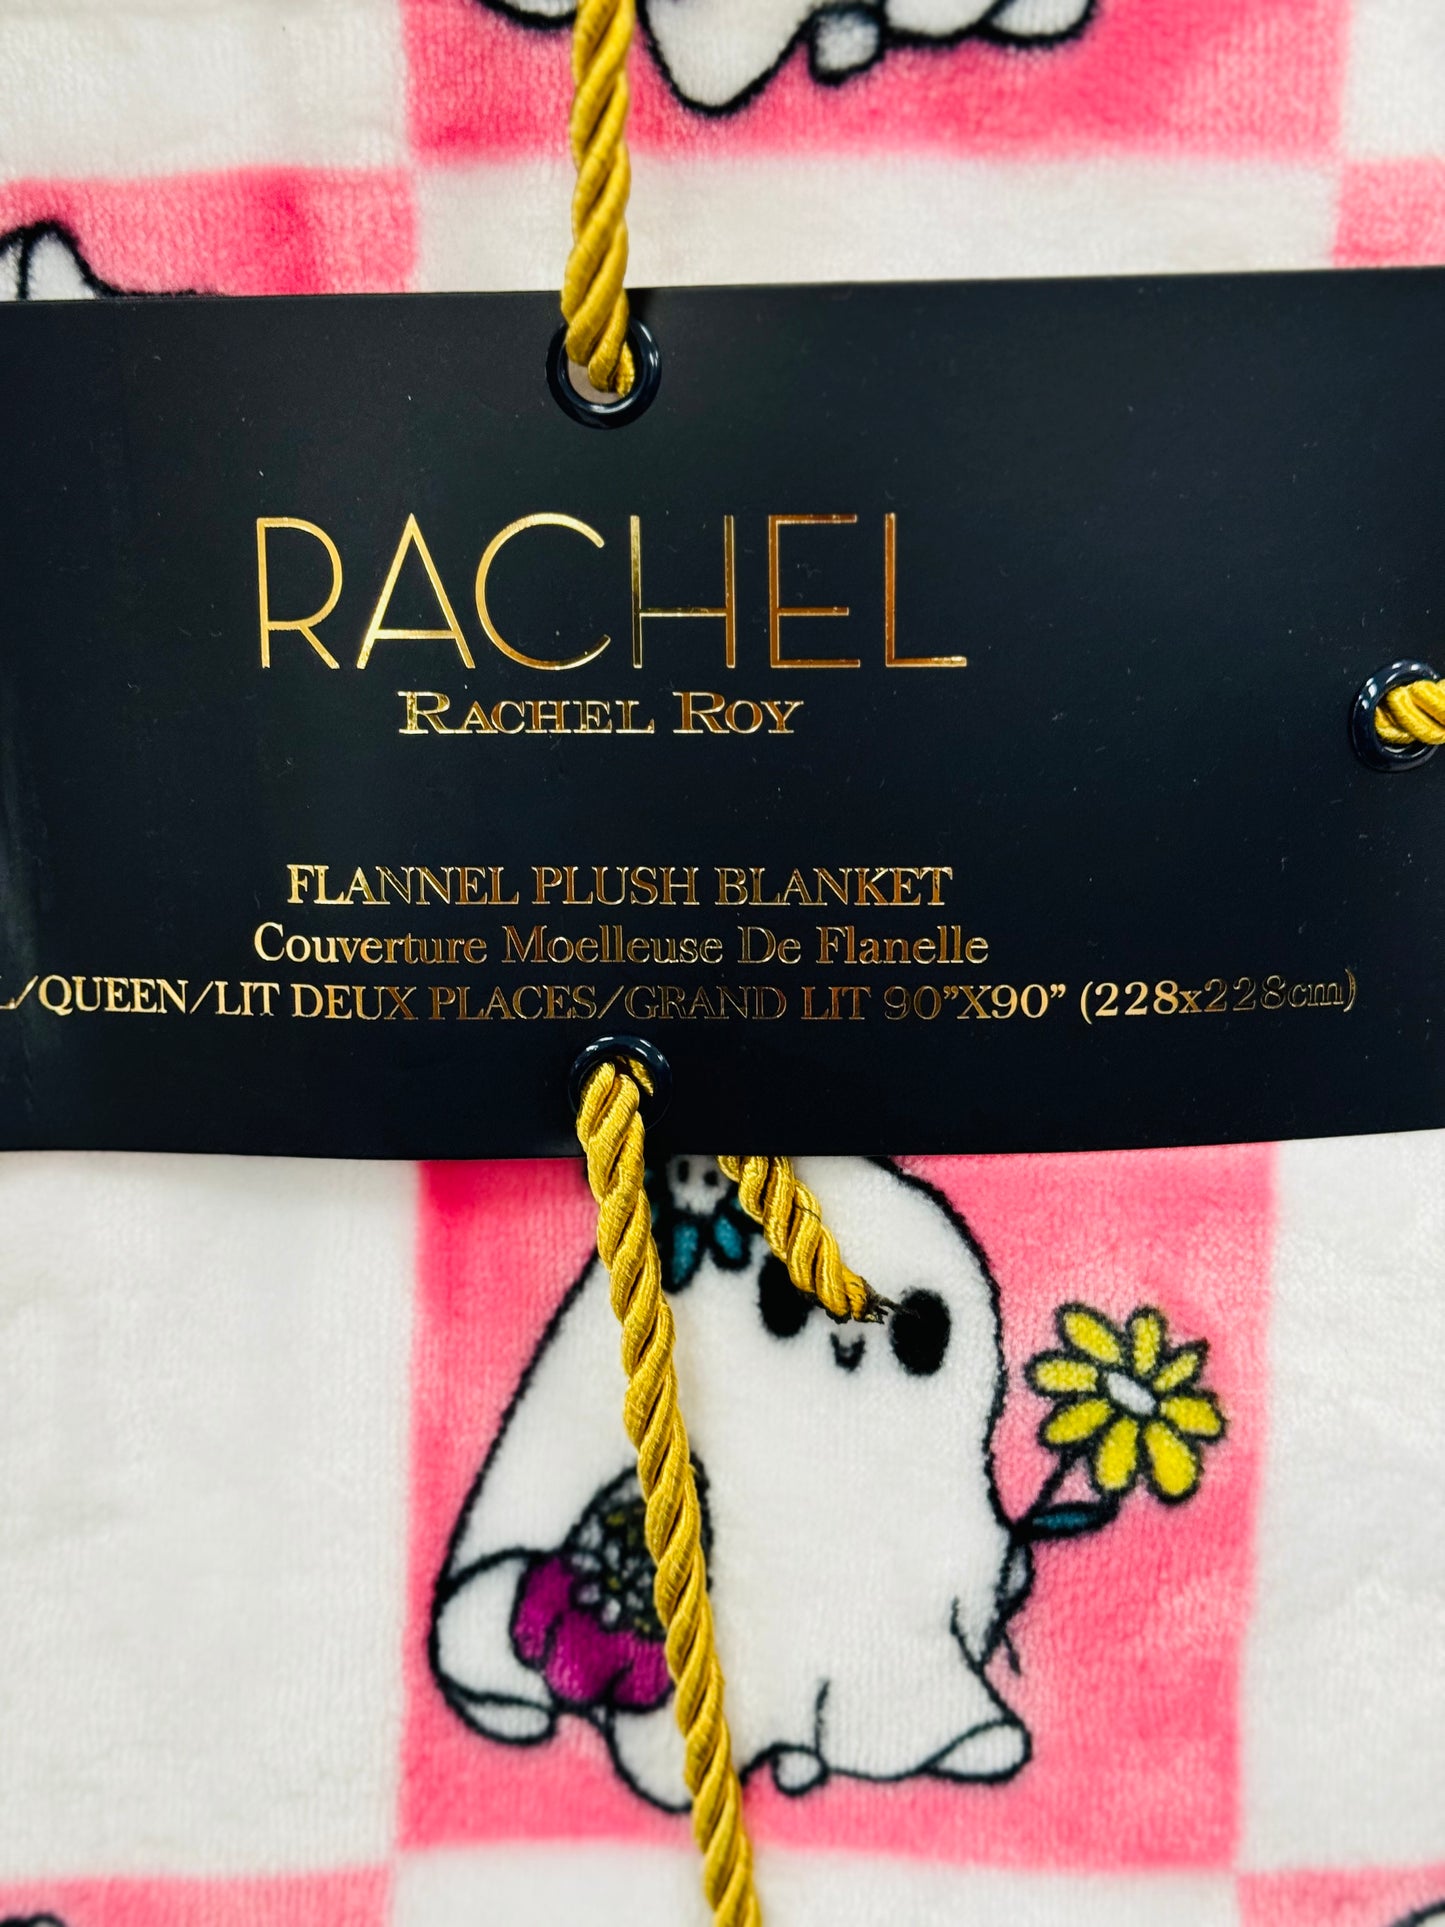 RACHEL
RACHEL ROY
FLANNEL PLUSH BLANKET
Couverture Moelleuse De Flanelle
/QUEEN/LIT DEUX PLACES/GRAND LIT 90”X90” (228x228cm)